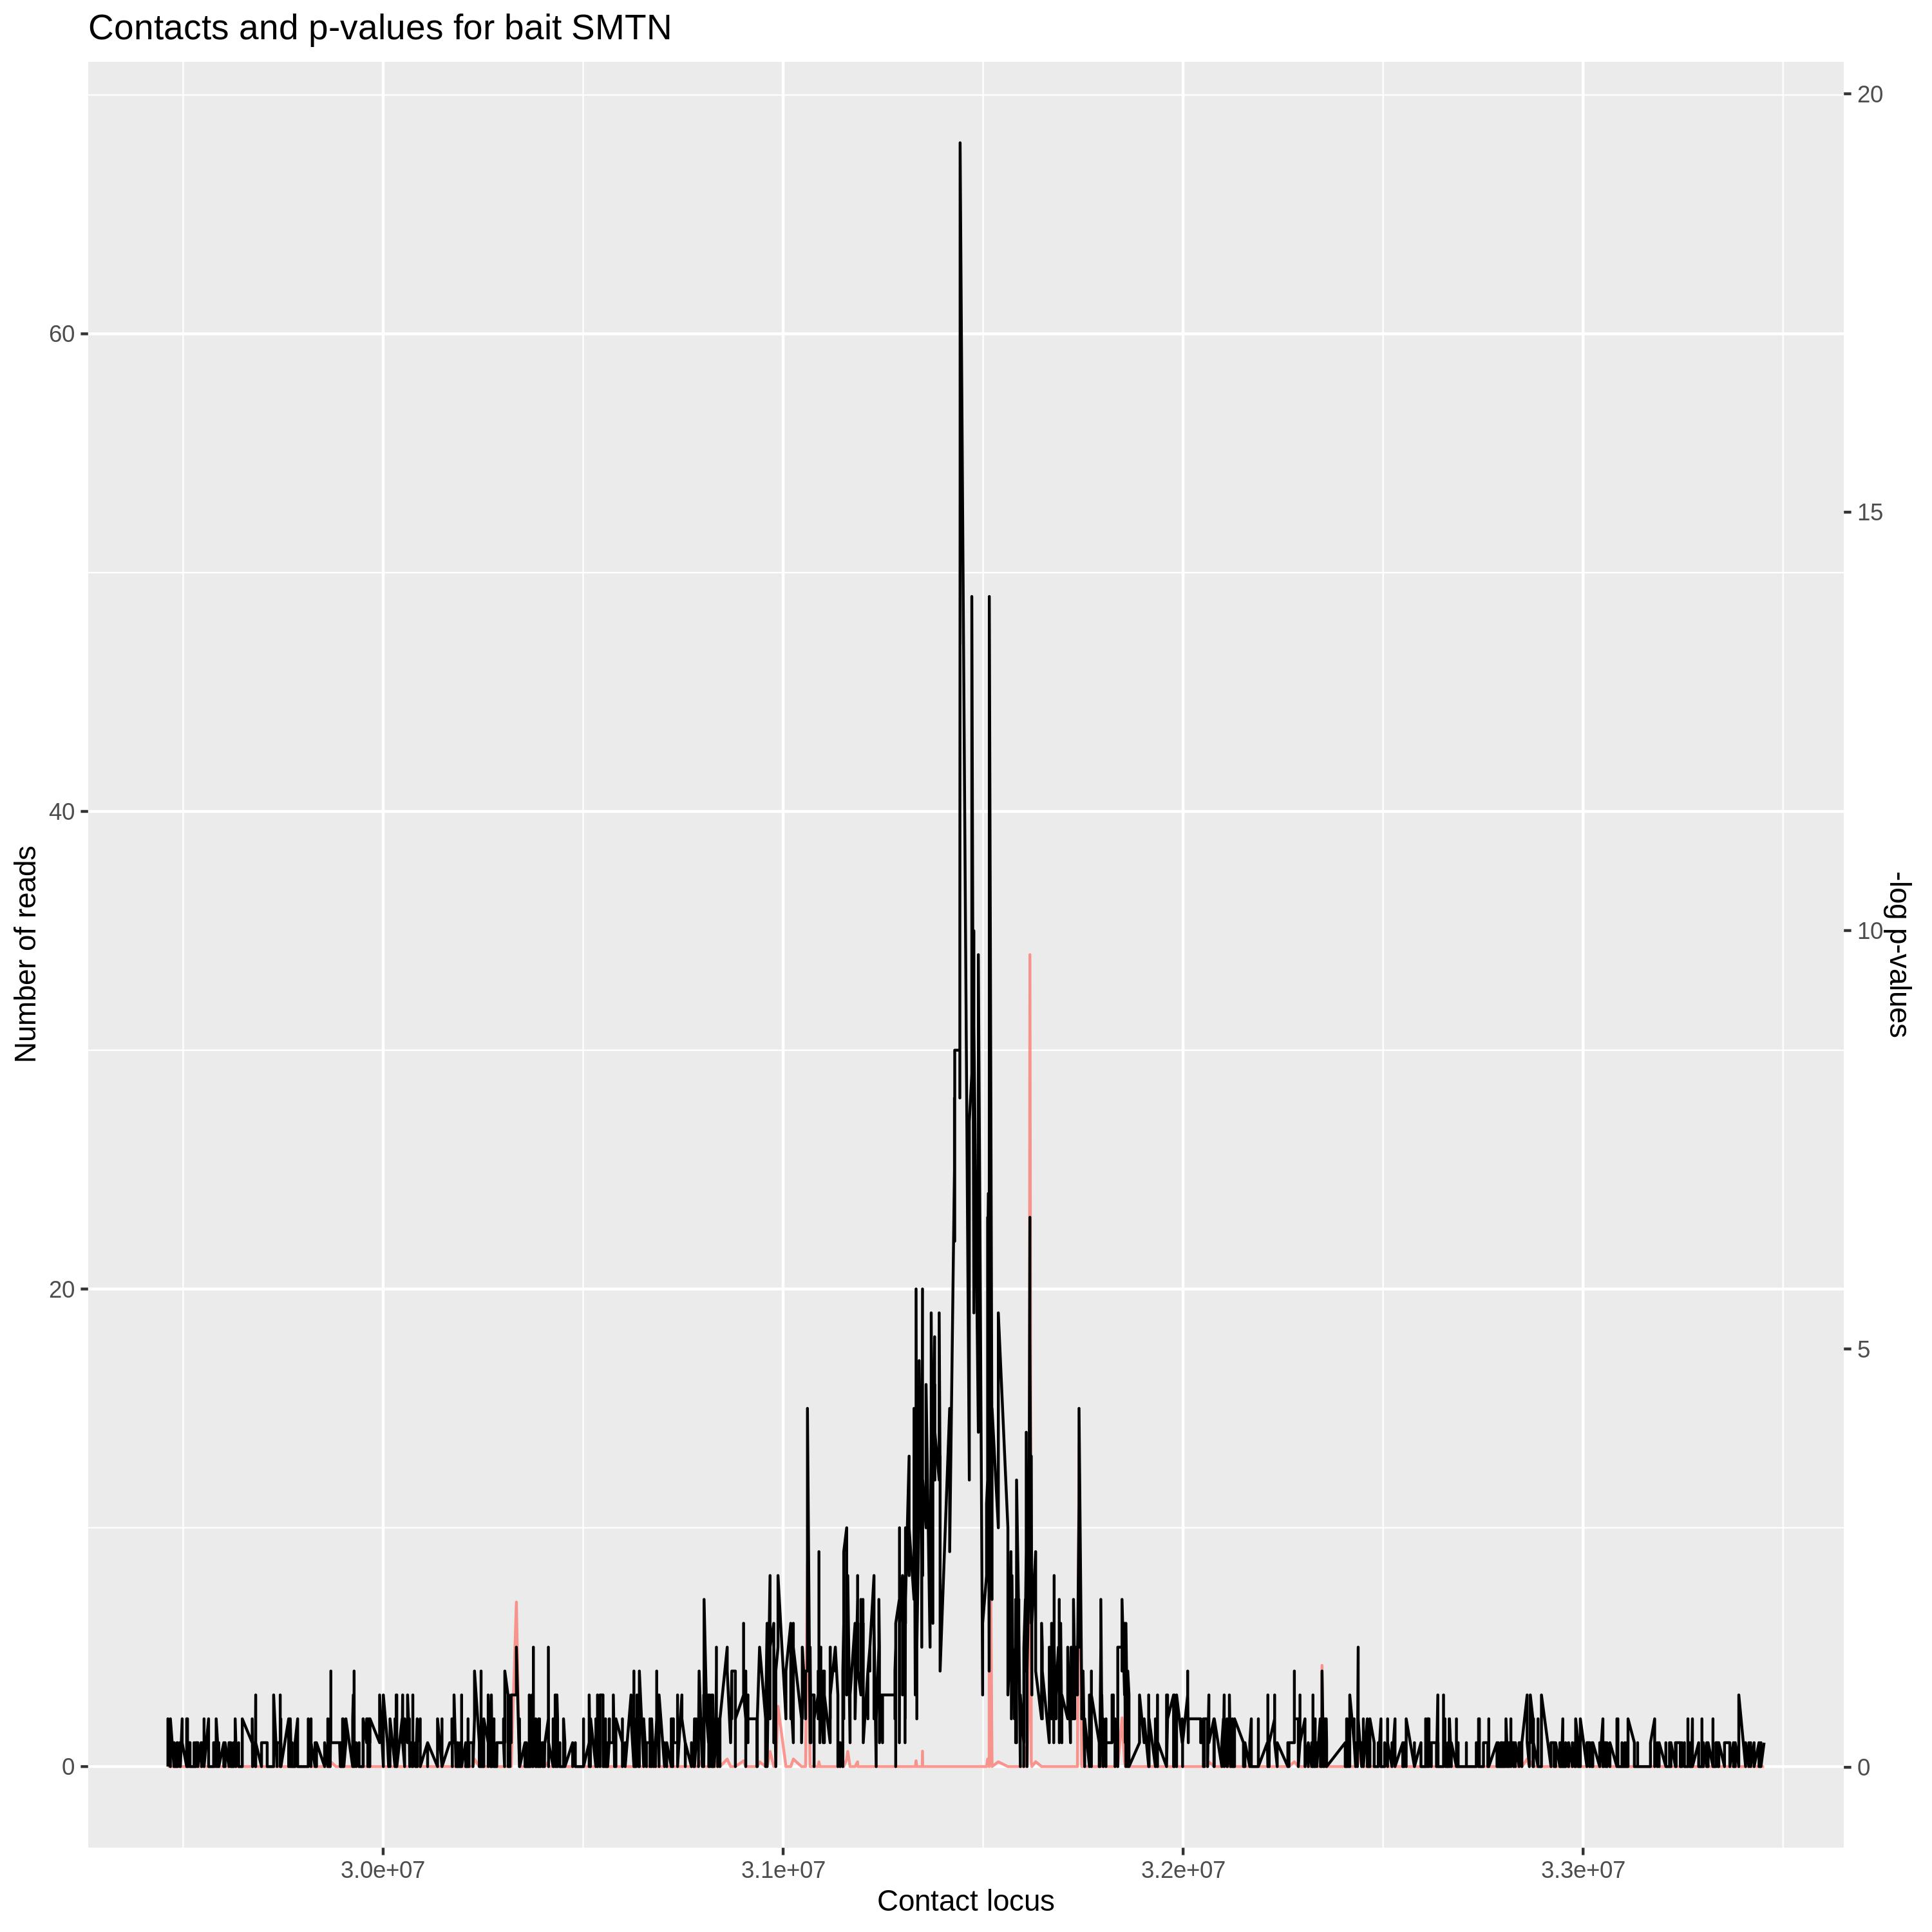 Contacts and p-values for bait SMTN
20
60
15
40
10
20
5
0
0
Number of reads
-log p-values
3.0e+07
3.1e+07
3.2e+07
3.3e+07
Contact locus